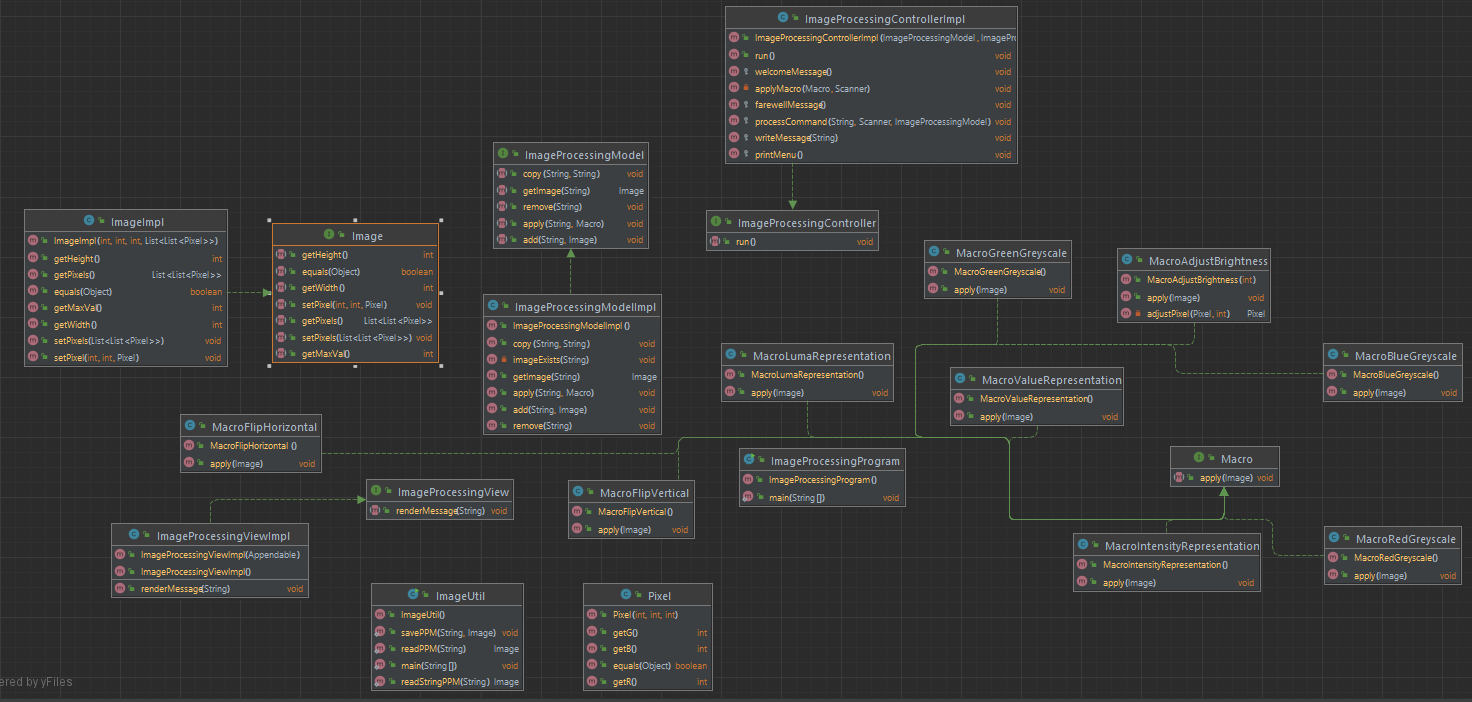 ImageProcessingControllerImpl
ImageProcessingControllerImpl(ImageProcessingModel, ImagePro
run() void
welcomeMessage() void
applyMacro(Macro, Scanner) void
farewellMessage() void
processCommand(String, Scanner, ImageProcessingModel) void
writeMessage(String) void
printMenu() void
ImageProcessingModel
copy(String, String) void
getImage(String) Image
remove(String) void
apply(String, Macro) void
add(String, Image) void
ImageImpl
ImageImpl(int, int, int, List<List<Pixel>>)
getHeight() int
getPixels() List<List<Pixel>>
equals(Object) boolean
getMaxVal() int
getWidth() int
setPixels(List<List<Pixel>>) void
setPixel(int, int, Pixel) void
Image
getHeight() int
equals(Object) boolean
getWidth() int
setPixel(int, int, Pixel) void
getPixels() List<List<Pixel>>
setPixels(List<List<Pixel>>) void
getMaxVal() int
ImageProcessingController
run() void
MacroGreenGreyscale
MacroGreenGreyscale()
apply(Image) void
MacroAdjustBrightness
MacroAdjustBrightness(int)
apply(Image) void
adjustPixel(Pixel, int) Pixel
ImageProcessingModelImpl
ImageProcessingModelImpl()
copy(String, String) void
imageExists(String) void
getImage(String) Image
apply(String, Macro) void
add(String, Image) void
remove(String) void
MacroLumaRepresentation
MacroLumaRepresentation()
apply(Image) void
MacroValueRepresentation
MacroValueRepresentation()
apply(Image) void
MacroBlueGreyscale
MacroBlueGreyscale()
apply(Image) void
MacroFlipHorizontal
MacroFlipHorizontal()
apply(Image) void
ImageProcessingProgram
ImageProcessingProgram()
main(String[]) void
Macro
apply(Image) void
ImageProcessingView
renderMessage(String) void
MacroFlipVertical
MacroFlipVertical()
apply(Image) void
ImageProcessingViewImpl
ImageProcessingViewImpl(Appendable)
ImageProcessingViewImpl()
renderMessage(String) void
MacroIntensityRepresentation
MacroIntensityRepresentation()
apply(Image) void
MacroRedGreyscale
MacroRedGreyscale()
apply(Image) void
ImageUtil
ImageUtil()
savePPM(String, Image) void
readPPM(String) Image
main(String[]) void
readStringPPM(String) Image
Pixel
Pixel(int, int, int)
getG() int
getB() int
equals(Object) boolean
getR() int
ered by yFiles